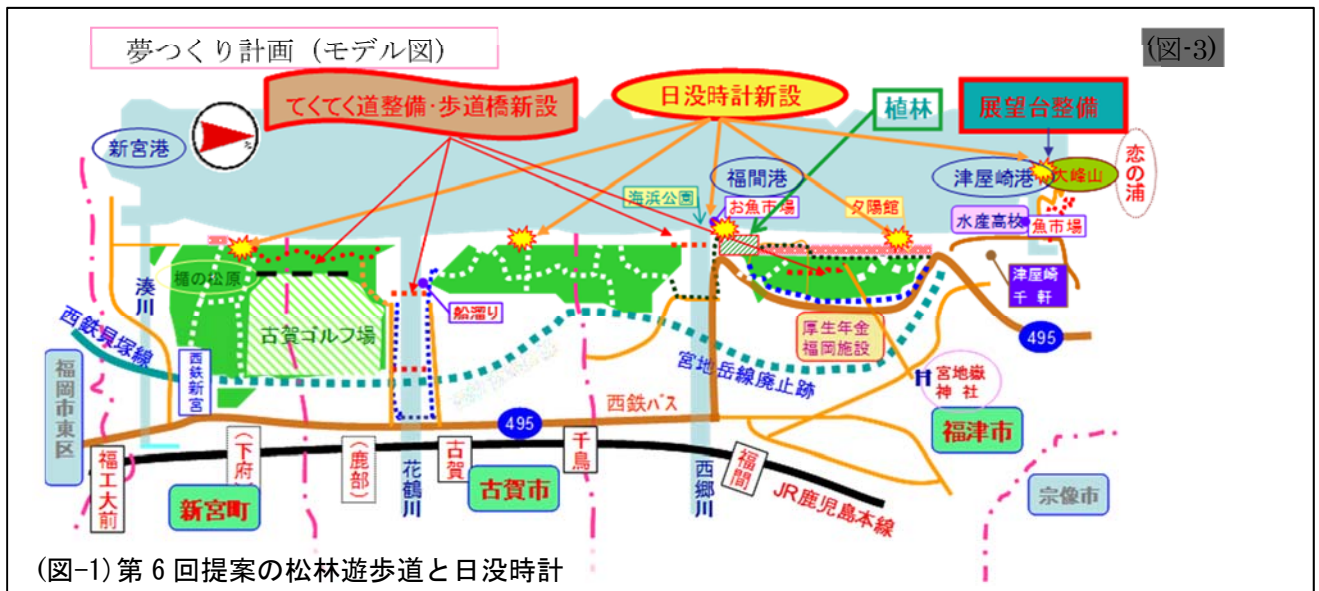 夢つくり計画（モデル図）
(図-3)
てくてく道整備・歩道橋新設
日没時計新設
植林
展望台整備
新宮港
海浜公園
福間港
お魚市場
夕陽館
津屋崎港
大峰山
恋の浦
水産高校
魚市場
楯の松原
湊川
船溜り
津屋崎
千軒
古賀ゴルフ場
西鉄貝塚線
西鉄新宮
厚生年金
福岡施設
495
宮地岳線廃止跡
宮地嶽
神社
福岡市東区
西鉄バス
495
福津市
福工大前
(下府)
(鹿部)
花鶴川
古賀
千鳥
西郷川
福間
JR鹿児島本線
宗像市
新宮町
古賀市
(図-1)第6回提案の松林遊歩道と日没時計